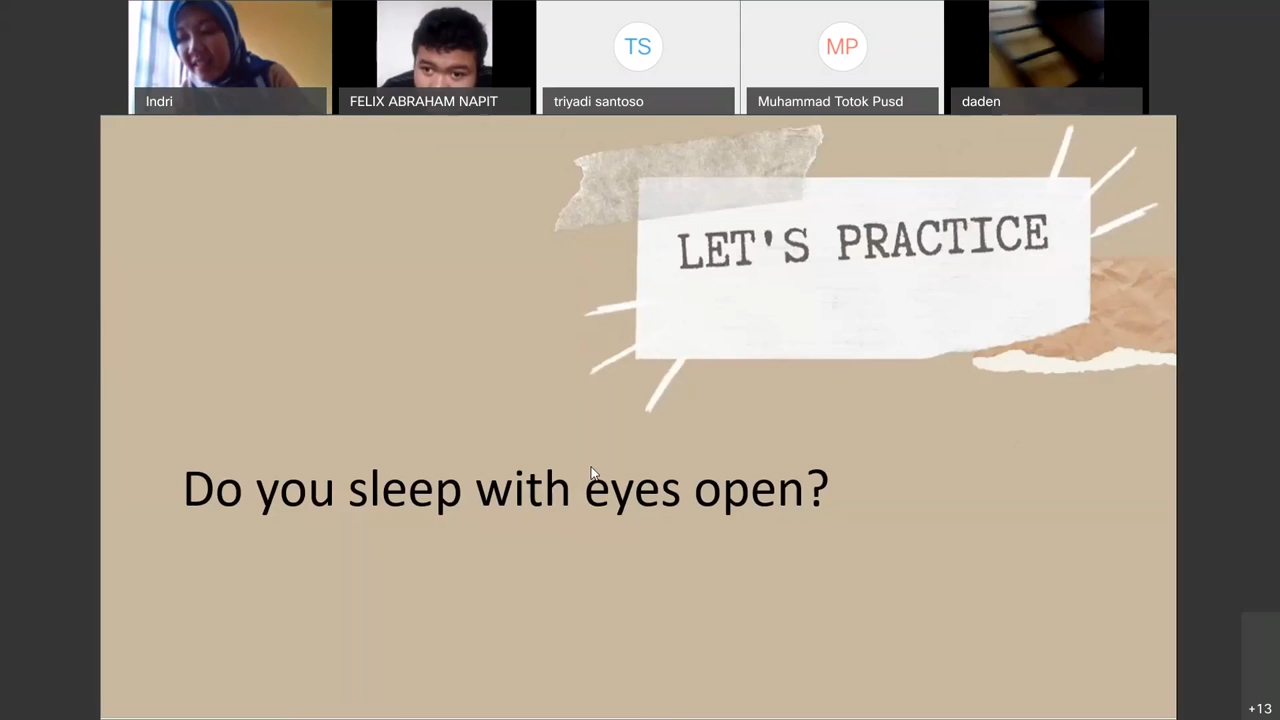 TS
MP
Indri
FELIX ABRAHAM NAPIT
triyadi santoso
Muhammad Totok Pusd
daden
LET'S PRACTICE
Do you sleep with eyes open?
+13